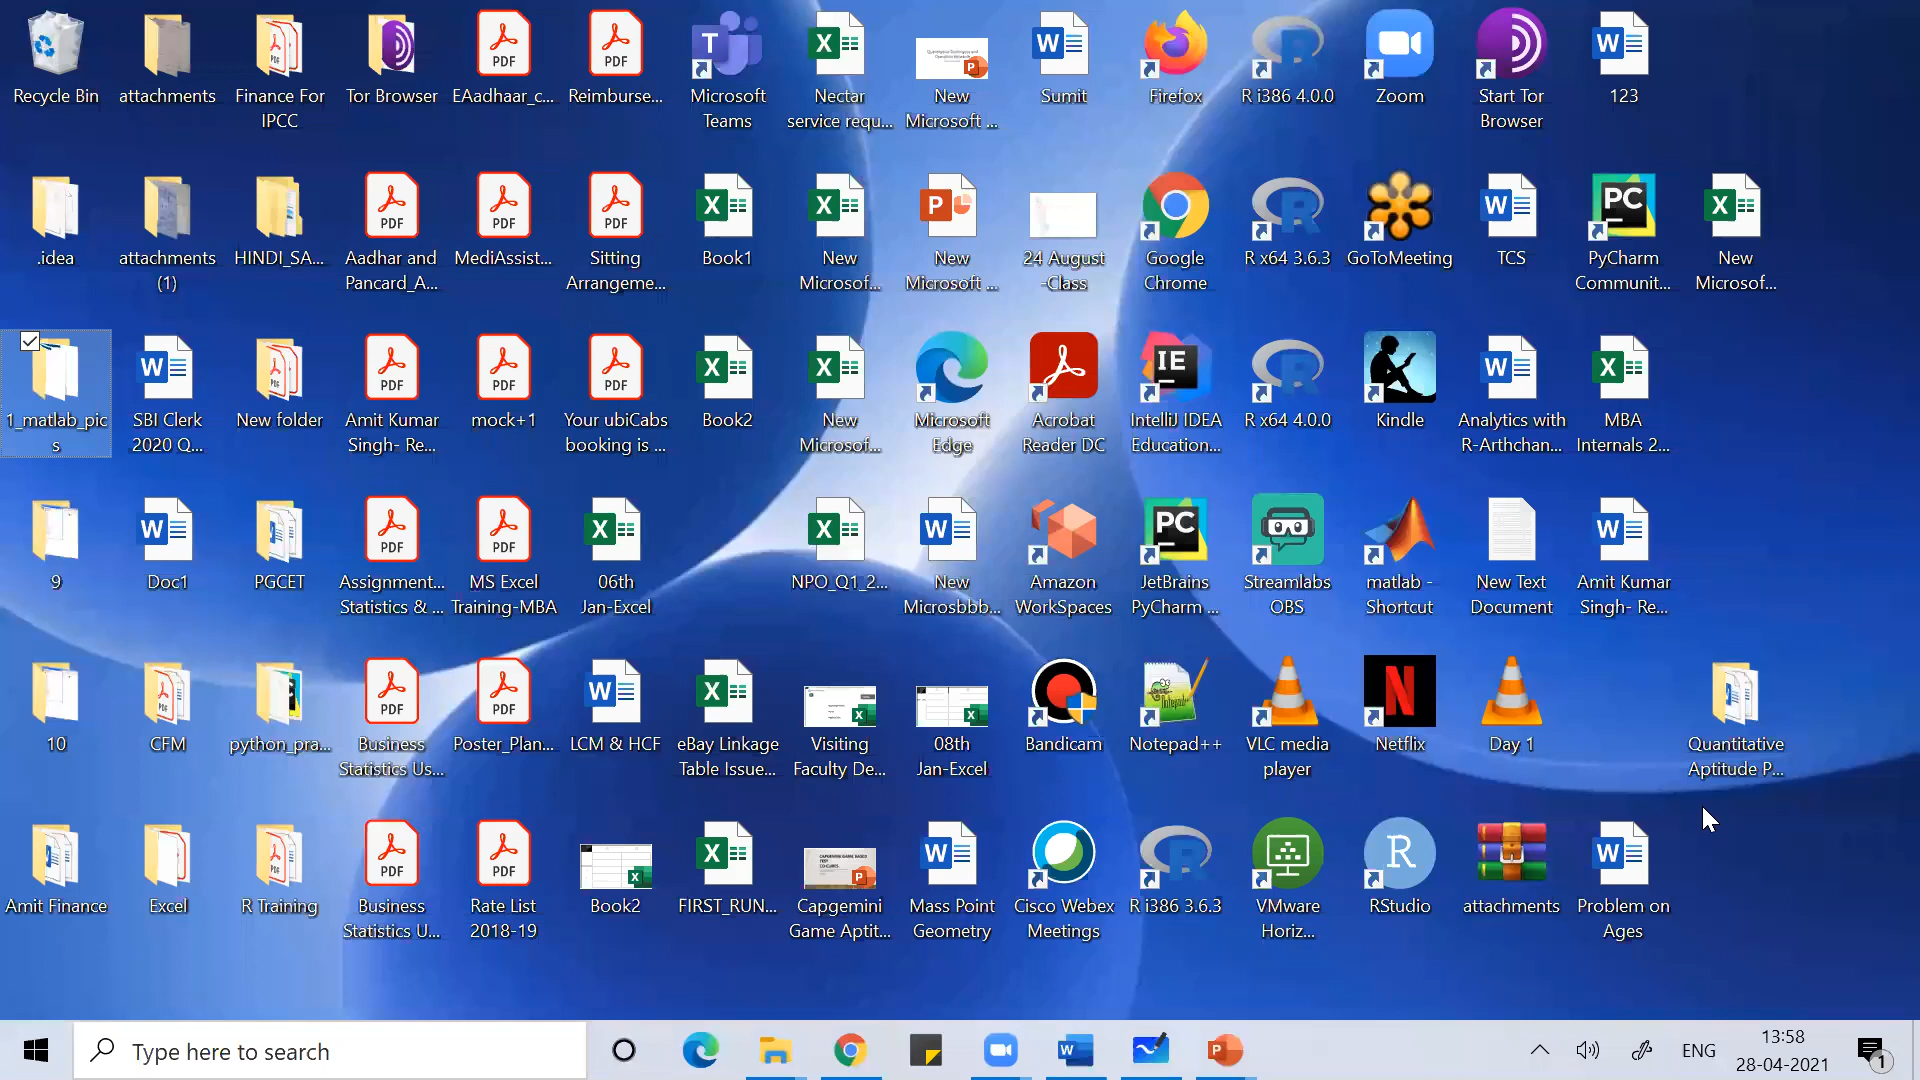 Recycle Bin
attachments
Finance For
IPCC
Tor Browser
EAadhaar_c...
Reimburse...
Microsoft
Teams
Nectar
service requ...
New
Microsoft ...
Sumit
Firefox
R i386 4.0.0
Zoom
Start Tor
Browser
123
.idea
attachments
(1)
HINDI_SA...
Aadhar and
Pancard_A...
MediAssist...
Sitting
Arrangeme...
Book1
New
Microsof...
New
Microsoft ...
24 August
-Class
Google
Chrome
R x64 3.6.3
GoToMeeting
TCS
PyCharm
Communit...
New
Microsof...
1_matlab_pic
s
SBI Clerk
2020 Q...
New folder
Amit Kumar
Singh- Re...
mock+1
Your ubiCabs
booking is ...
Book2
New
Microsof...
Microsoft
Edge
Acrobat
Reader DC
IntelliJ IDEA
Education...
R x64 4.0.0
Kindle
Analytics with
R-Arthchan...
MBA
Internals 2...
9
Doc1
PGCET
Assignment...
Statistics & ...
MS Excel
Training-MBA
06th
Jan-Excel
NPO_Q1_2...
New
Microsbbb...
Amazon
WorkSpaces
JetBrains
PyCharm ...
Streamlabs
OBS
matlab -
Shortcut
New Text
Document
Amit Kumar
Singh- Re...
10
CFM
python_pra...
Business
Statistics Us...
Poster_Plan...
LCM & HCF
eBay Linkage
Table Issue...
Visiting
Faculty De...
08th
Jan-Excel
Bandicam
Notepad++
VLC media
player
Netflix
Day 1
Quantitative
Aptitude P...
Amit Finance
Excel
R Training
Business
Statistics U...
Rate List
2018-19
Book2
FIRST_RUN...
Capgemini
Game Aptit...
Mass Point
Geometry
Cisco Webex
Meetings
R i386 3.6.3
VMware
Horiz...
RStudio
attachments
Problem on
Ages
Type here to search
ENG
13:58
28-04-2021
1